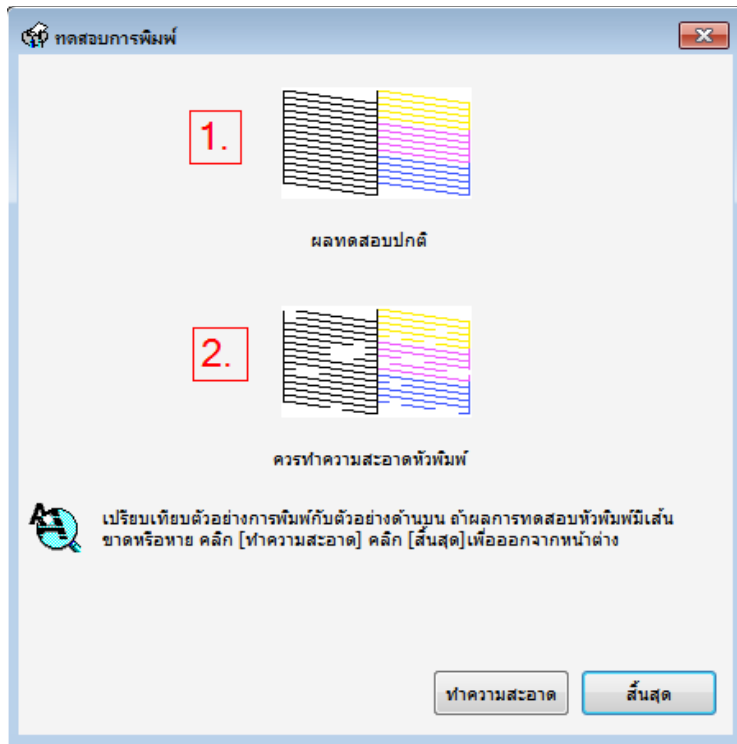 ทดสอบการพิมพ์
1.
ผลทดสอบปกติ
2.
ควรทำความสะอาดหัวพิมพ์
เปรียบเทียบตัวอย่างการพิมพ์กับตัวอย่างด้านบน ถ้าผลการทดสอบหัวพิมพ์มีเส้น
ขาดหรือหาย คลิก [ทำความสะอาด] คลิก [สิ้นสุด]เพื่อออกจากหน้าต่าง
ทำความสะอาด
สิ้นสุด